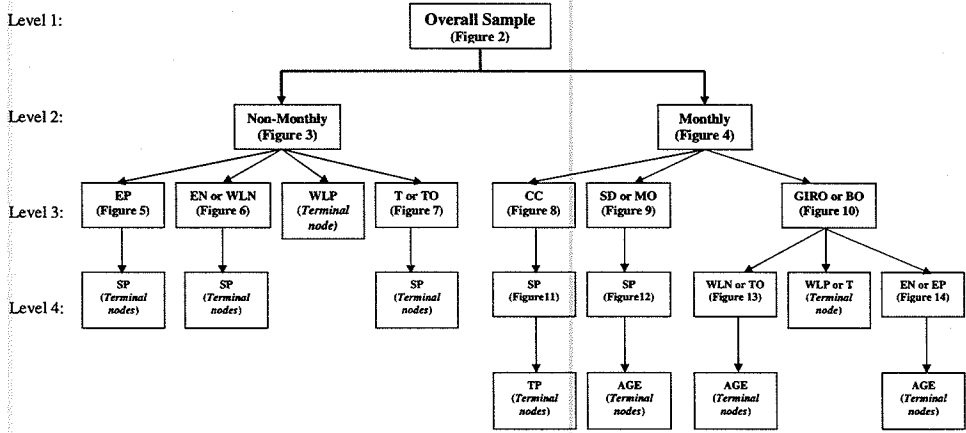 Level 1:
Overall Sample
(Figure 2)
Level 2:
Non-Monthly
(Figure 3)
Monthly
(Figure 4)
Level 3:
EP
(Figure 5)
EN or WLN
(Figure 6)
WLP
(Terminal
node)
T or TO
(Figure 7)
CC
(Figure 8)
SD or MO
(Figure 9)
GIRO or BO
(Figure 10)
Level 4:
SP
(Terminal
nodes)
SP
(Terminal
nodes)
SP
(Terminal
nodes)
SP
(Figure11)
SP
(Figure12)
WLN or TO
(Figure 13)
WLP or T
(Terminal
node)
EN or EP
(Figure 14)
TP
(Terminal
nodes)
AGE
(Terminal
nodes)
AGE
(Terminal
nodes)
AGE
(Terminal
nodes)